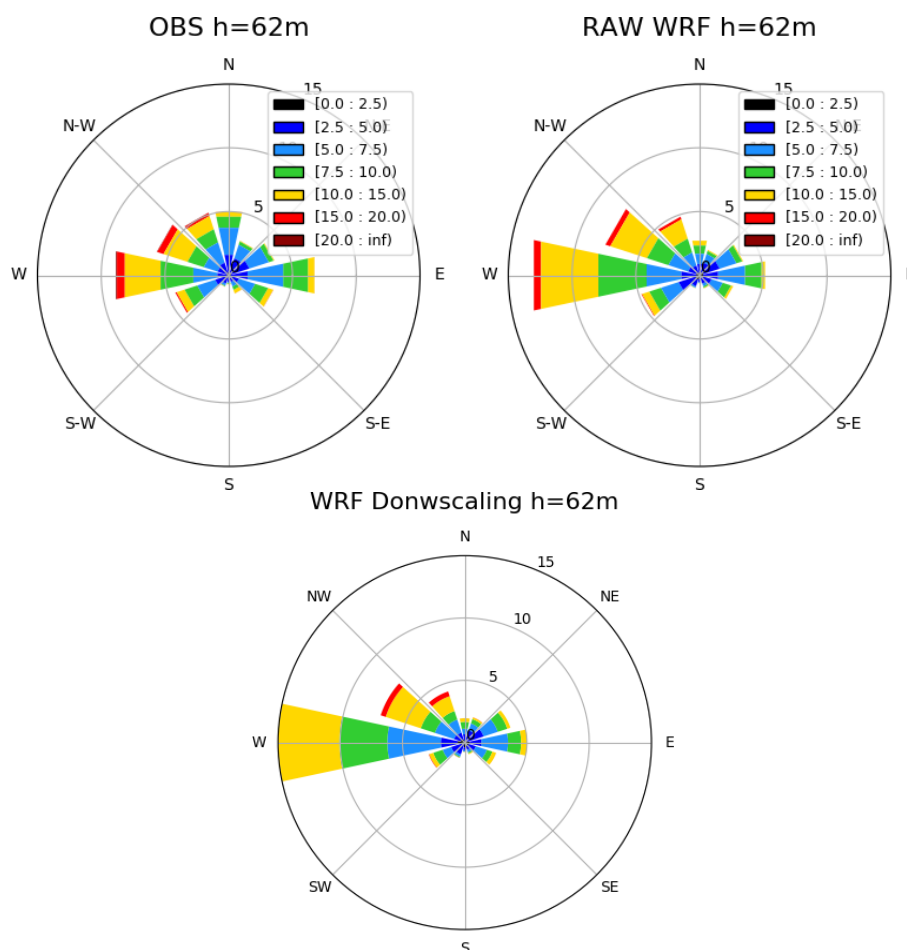 OBS h=62m
N
15
N-W
[0.0 : 2.5)
[2.5 : 5.0)
[5.0 : 7.5)
[7.5 : 10.0)
[10.0 : 15.0)
[15.0 : 20.0)
[20.0 : inf)
5
W
E
S-W
S-E
S
RAW WRF h=62m
N
15
N-W
[0.0 : 2.5)
[2.5 : 5.0)
[5.0 : 7.5)
[7.5 : 10.0)
[10.0 : 15.0)
[15.0 : 20.0)
[20.0 : inf)
5
W
S-W
S-E
S
WRF Donwscaling h=62m
N
15
NW
NE
10
5
W
E
SW
SE
S